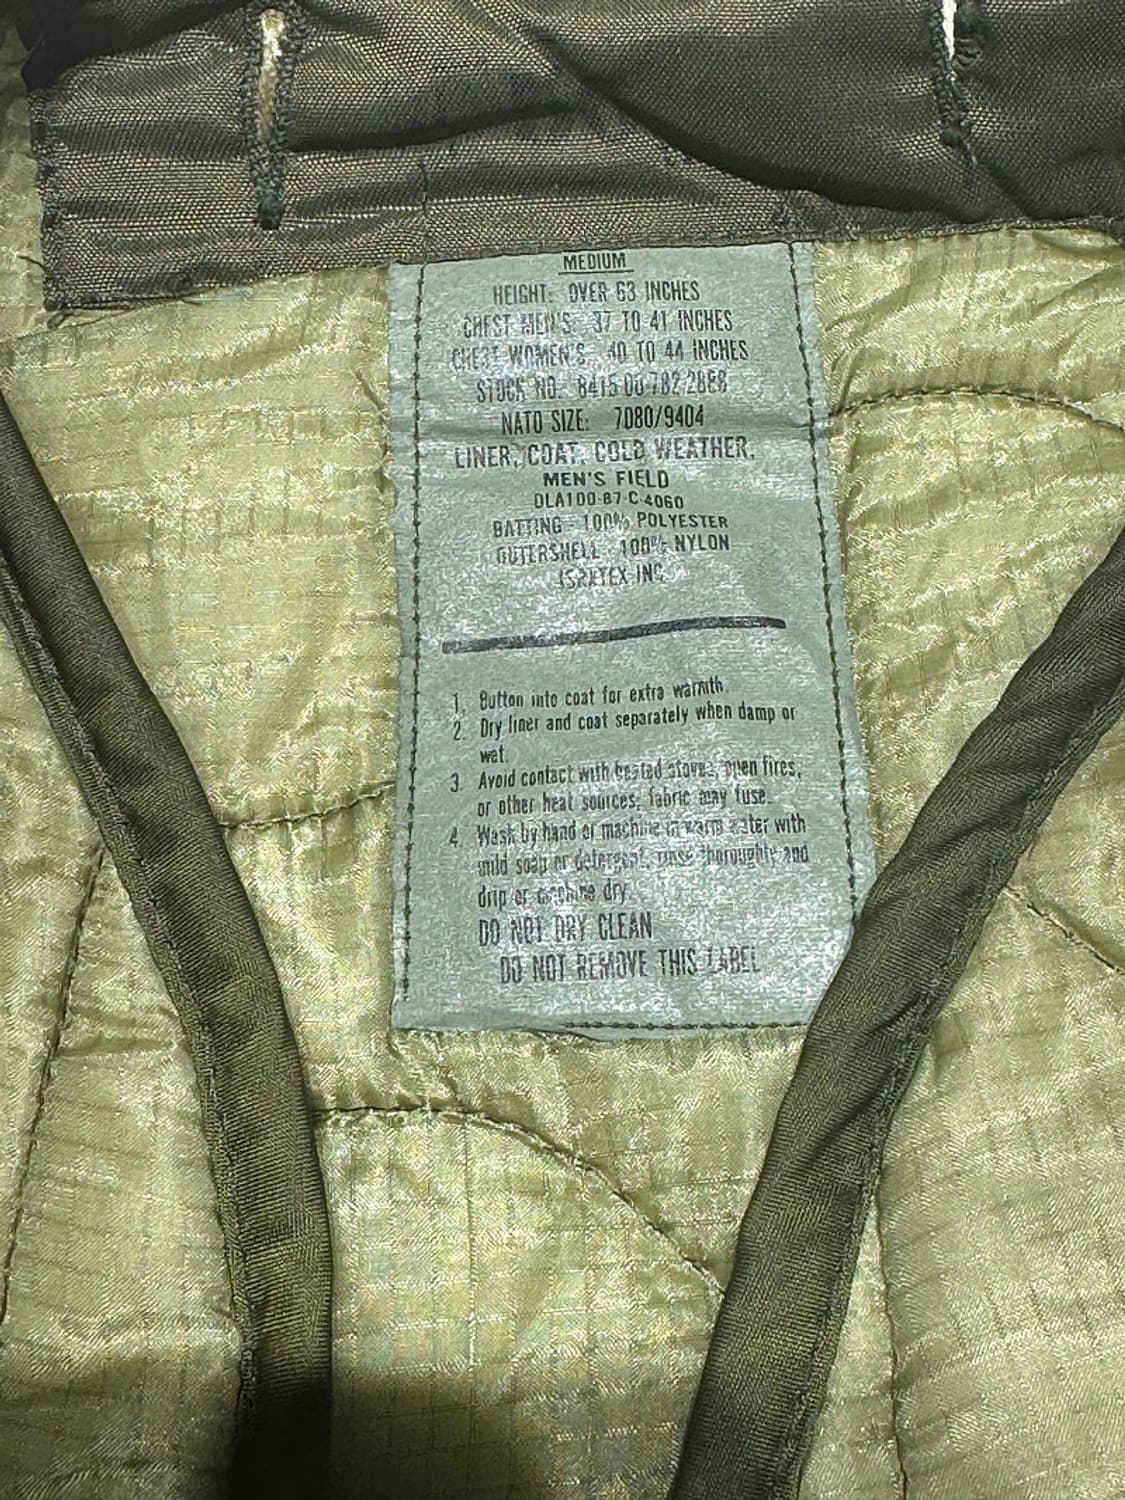 MEDIUM
HEIGHT: OVER 63 INCHES
CHEST MEN'S: 37 TO 41 INCHES
CHEST WOMEN'S: 40 TO 44 INCHES
STOCK NO. 8415-00-782-2888
NATO SIZE: 7080/9404
LINER, COAT, COLD WEATHER,
MEN'S FIELD
DLA100-87-C-4060
BATTING - 100% POLYESTER
OUTERSHELL - 100% NYLON
INC
1. Button into coat for extra warmth.
2. Dry liner and coat separately when damp or
wet.
3. Avoid contact with heated stoves, open fires,
or other heat sources; fabric may fuse.
4. Wash by hand or machine in warm water with
mild soap or detergent, rinse thoroughly and
drip or machine dry.
DO NOT DRY CLEAN
DO NOT REMOVE THIS LABEL